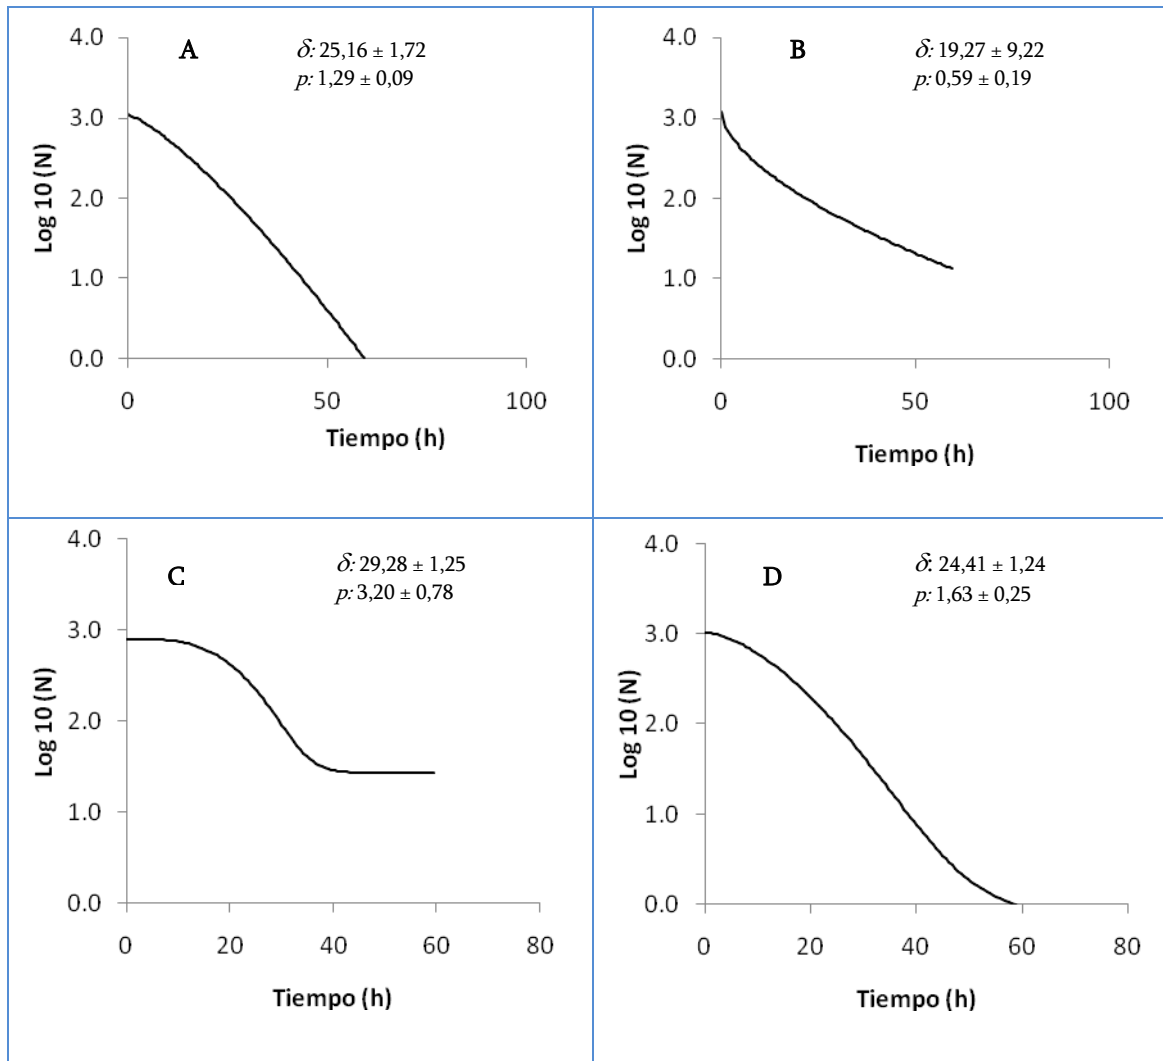 A
δ: 25,16 ± 1,72
p: 1,29 ± 0,09
4.0
3.0
2.0
1.0
0.0
Log 10 (N)
0
50
100
Tiempo (h)
B
δ: 19,27 ± 9,22
p: 0,59 ± 0,19
4.0
3.0
2.0
1.0
0.0
Log 10 (N)
0
50
100
Tiempo (h)
C
δ: 29,28 ± 1,25
p: 3,20 ± 0,78
4.0
3.0
2.0
1.0
0.0
Log 10 (N)
0
20
40
60
80
Tiempo (h)
D
δ: 24,41 ± 1,24
p: 1,63 ± 0,25
4.0
3.0
2.0
1.0
0.0
Log 10 (N)
0
20
40
60
80
Tiempo (h)